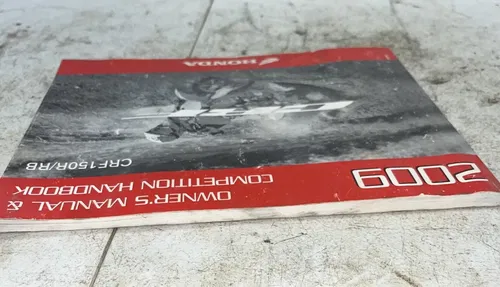 2009
OWNER'S MANUAL &
COMPETITION HANDBOOK
CRF150R/RB
HONDA